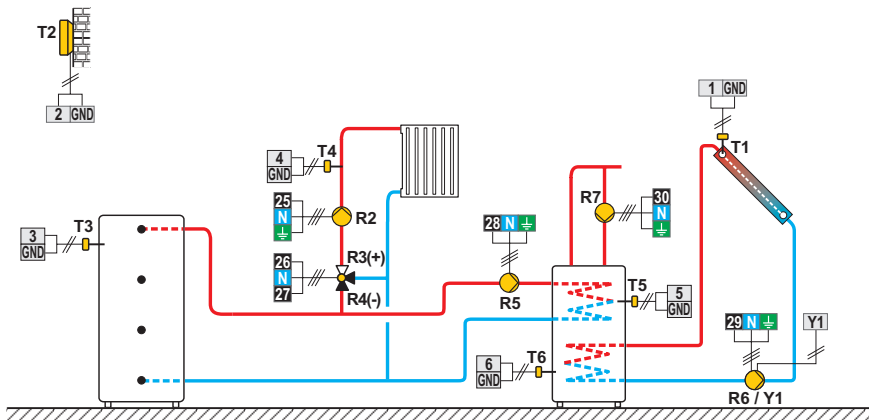 T2
2 GND
1 GND
T1
4
GND
T4
25
N
R2
R7
30
N
3
GND
T3
28 N
R3(+)
26
N
27
R4(-)
R5
T5
5
GND
29 N
Y1
6
GND
T6
R6 / Y1